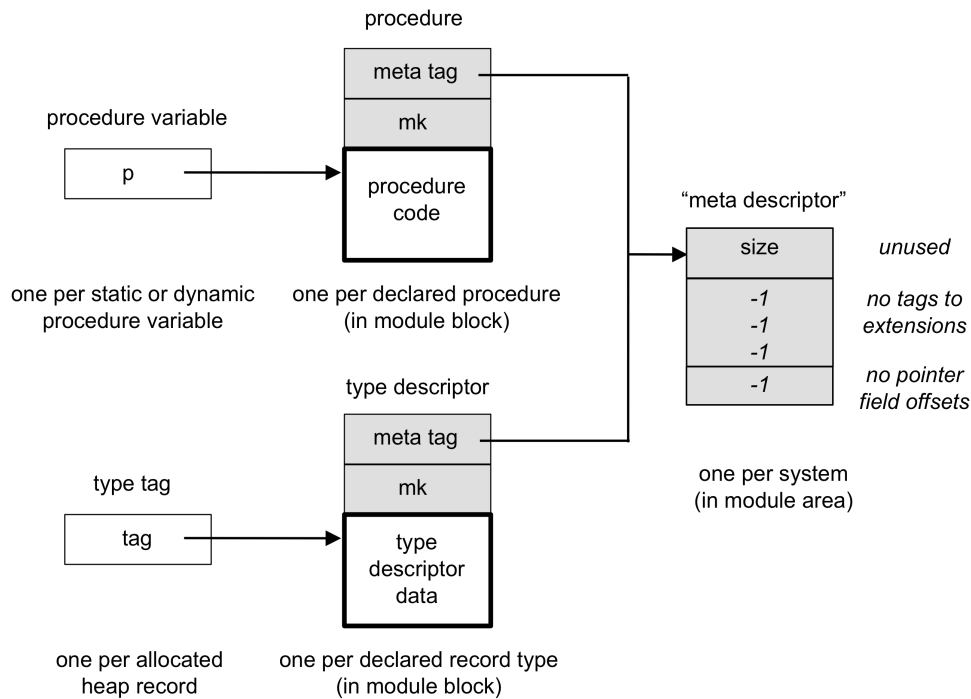 procedure
meta tag
mk
procedure
code
procedure variable
p
one per static or dynamic
procedure variable
one per declared procedure
(in module block)
“meta descriptor”
size
unused
-1
-1
-1
no tags to
extensions
-1
no pointer
field offsets
one per system
(in module area)
type descriptor
meta tag
mk
type
descriptor
data
type tag
tag
one per allocated
heap record
one per declared record type
(in module block)